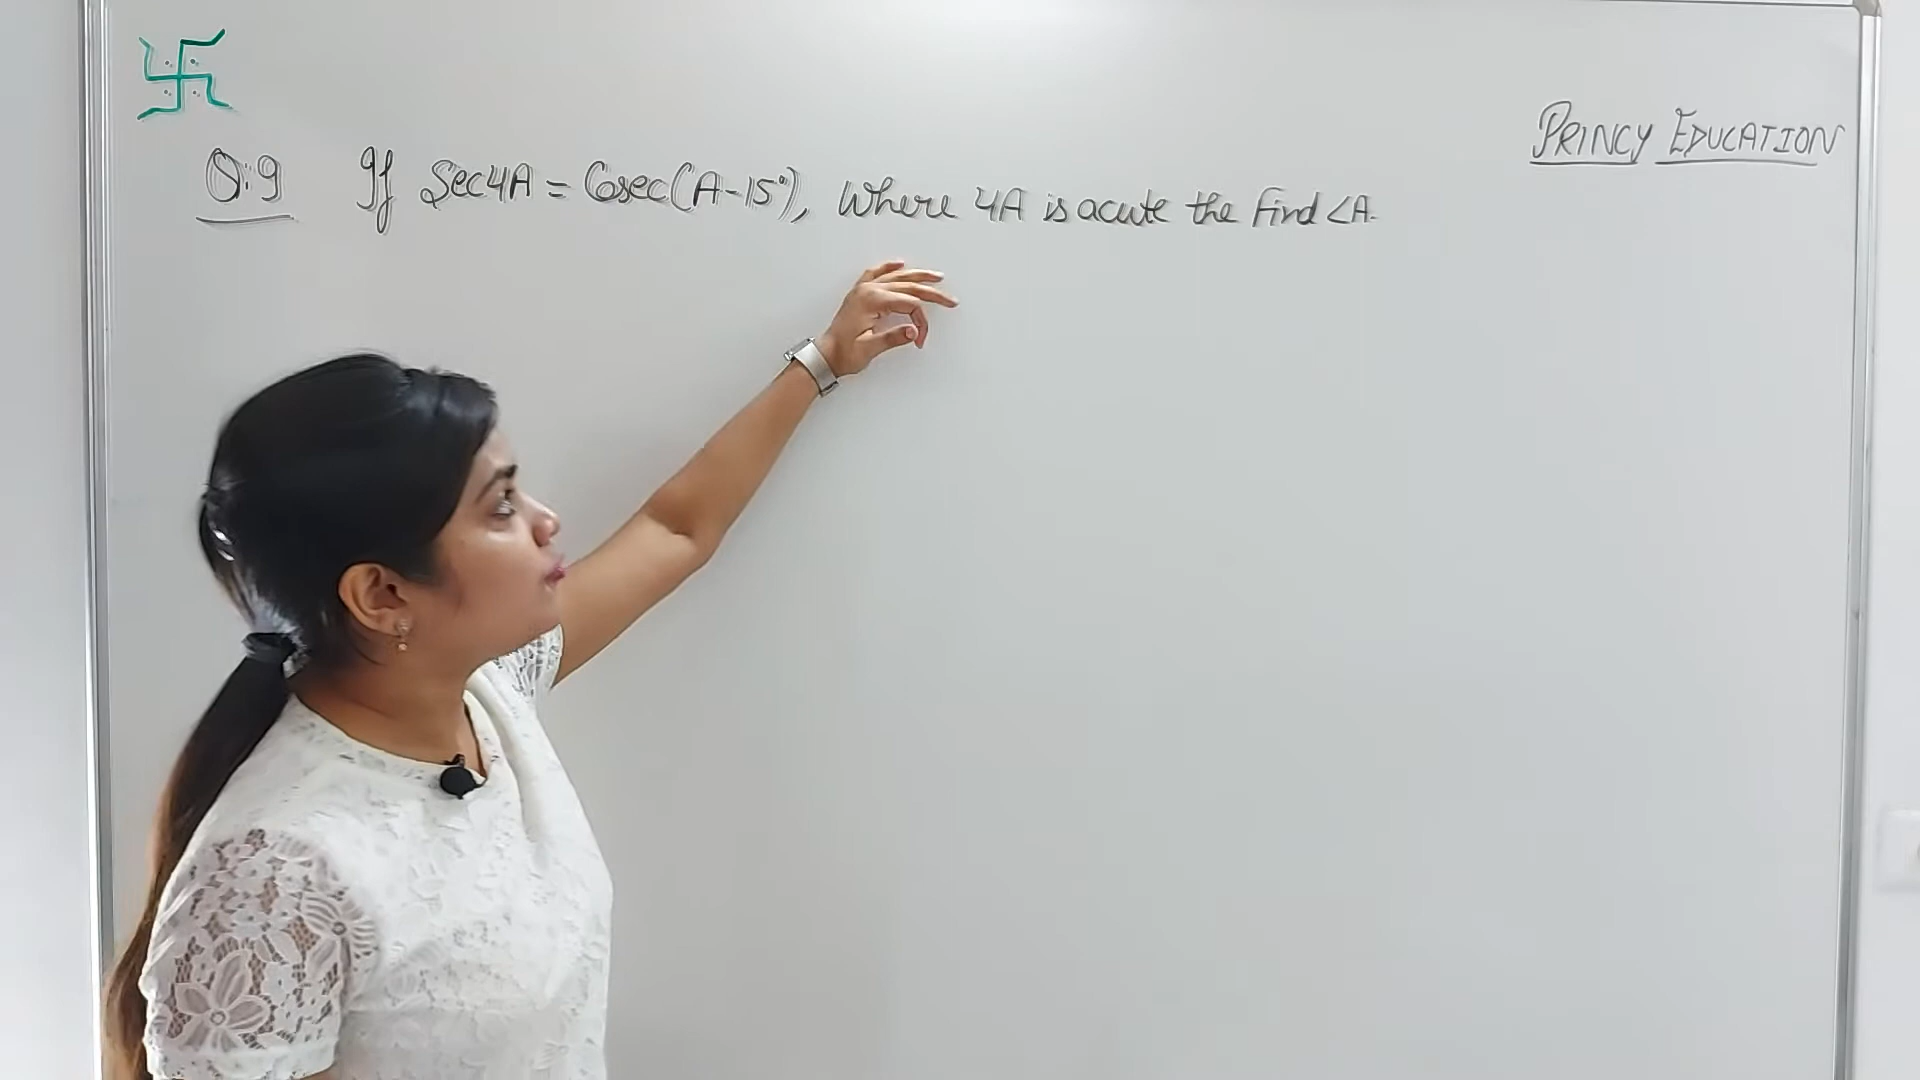 PRINCY EDUCATION
Q:9 If Sec4A = Cosec(A-15°), Where 4A is acute the Find ∠A.